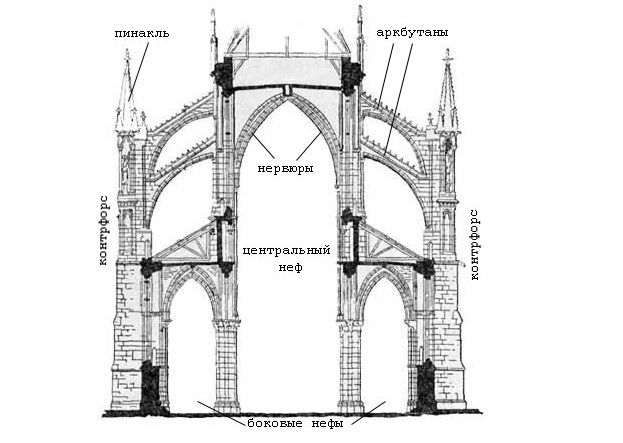 пинакль
аркбутаны
нервюры
контрфорс
контрфорс
центральный
неф
боковые нефы